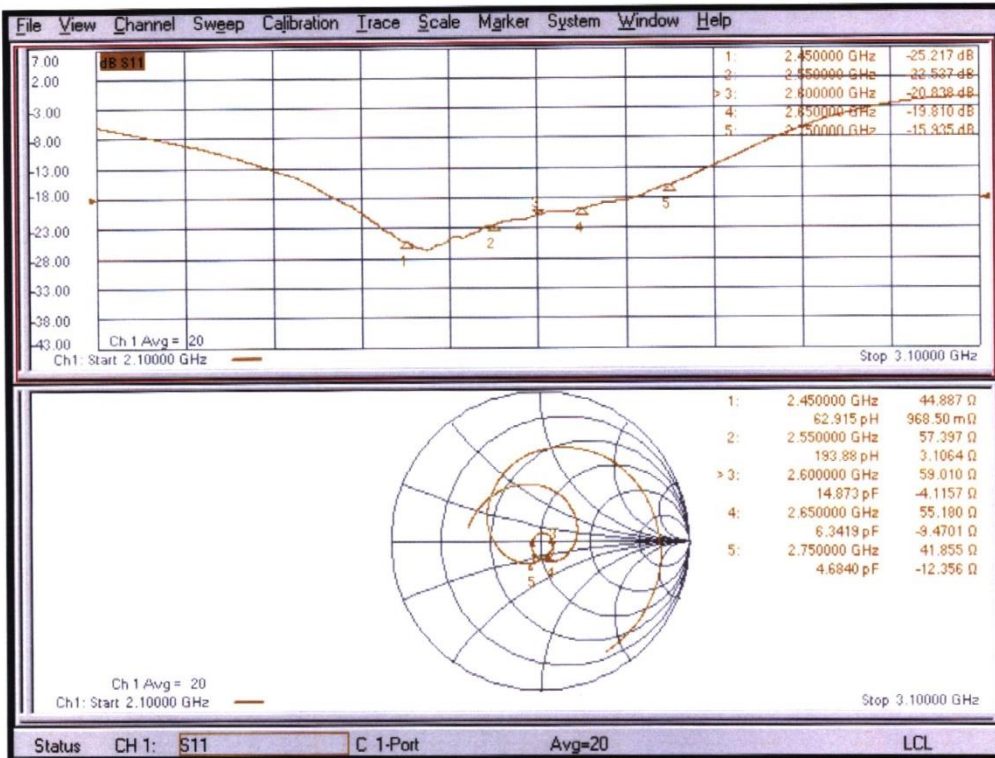 File View Channel Sweep Calibration Trace Scale Marker System Window Help
7.00
2.00
-3.00
-8.00
-13.00
-18.00
-23.00
-28.00
-33.00
-38.00
-43.00
dB S11
1: 2.450000 GHz -25.217 dB
2: 2.550000 GHz -22.537 dB
> 3: 2.600000 GHz -20.838 dB
4: 2.650000 GHz -19.810 dB
5: 2.750000 GHz -15.935 dB
1
2
3
4
5
Ch 1 Avg = 20
Ch1: Start 2.10000 GHz
Stop 3.10000 GHz
1: 2.450000 GHz 44.887 Ω
62.915 pH 968.50 mΩ
2: 2.550000 GHz 57.397 Ω
193.88 pH 3.1064 Ω
> 3: 2.600000 GHz 59.010 Ω
14.873 pF -4.1157 Ω
4: 2.650000 GHz 55.180 Ω
6.3419 pF -9.4701 Ω
5: 2.750000 GHz 41.855 Ω
4.6840 pF -12.356 Ω
4
5
Ch 1 Avg = 20
Ch1: Start 2.10000 GHz
Stop 3.10000 GHz
Status CH 1: S11 C 1-Port Avg=20 LCL